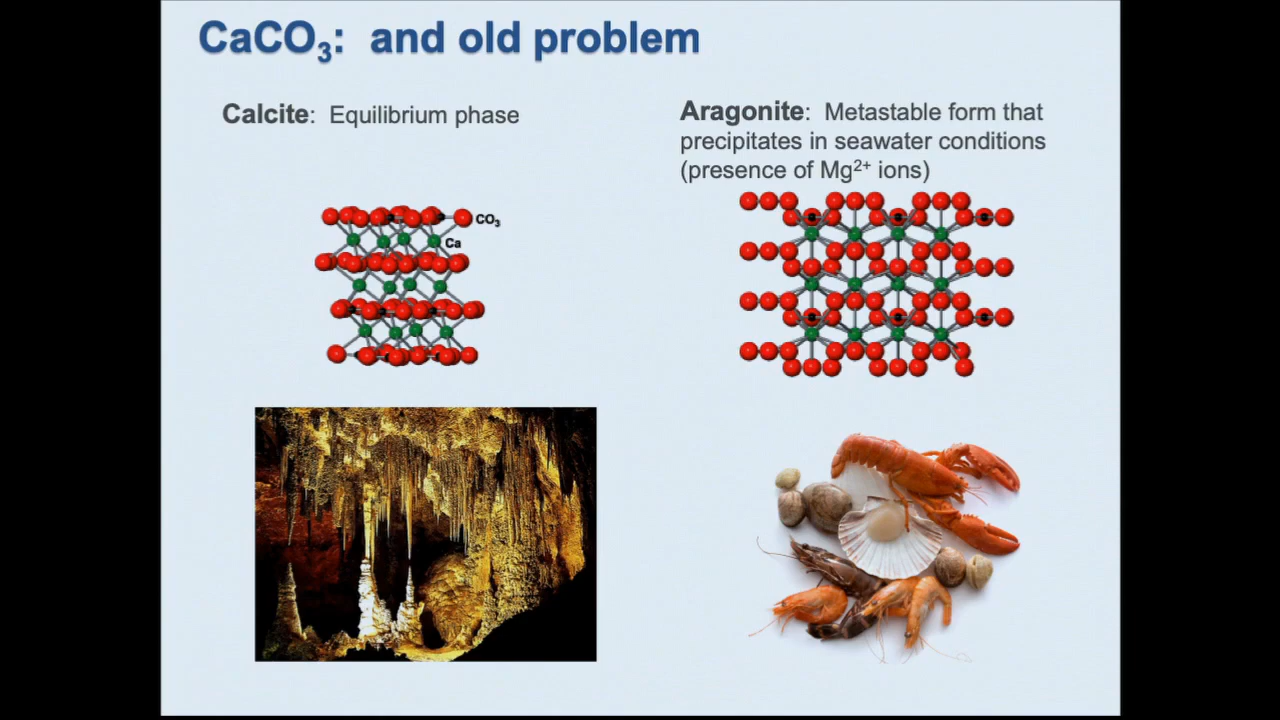 CaCO₃: and old problem
Calcite: Equilibrium phase
Aragonite: Metastable form that
precipitates in seawater conditions
(presence of Mg²⁺ ions)
CO₃
Ca